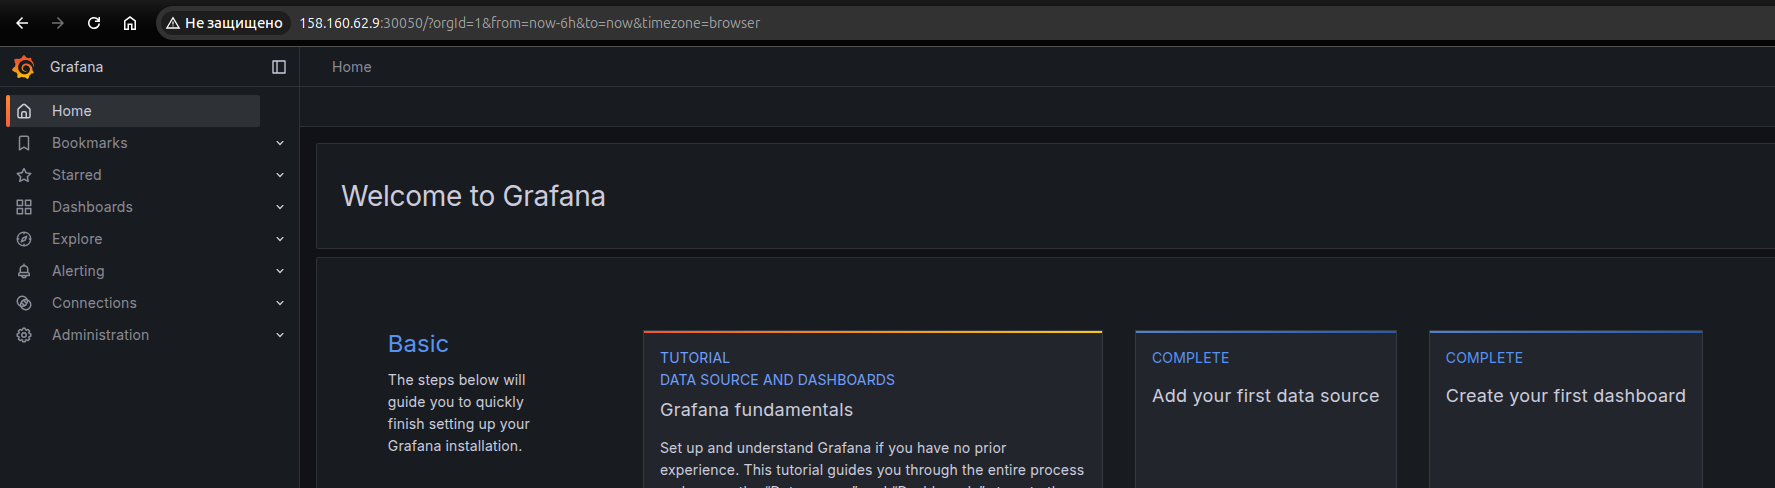 Не защищено 158.160.62.9:30050/?orgId=1&from=now-6h&to=now&timezone=browser
Grafana
Home
Home
Bookmarks
Starred
Dashboards
Explore
Alerting
Connections
Administration
Welcome to Grafana
Basic
The steps below will
guide you to quickly
finish setting up your
Grafana installation.
TUTORIAL
DATA SOURCE AND DASHBOARDS
Grafana fundamentals
Set up and understand Grafana if you have no prior
experience. This tutorial guides you through the entire process
COMPLETE
Add your first data source
COMPLETE
Create your first dashboard